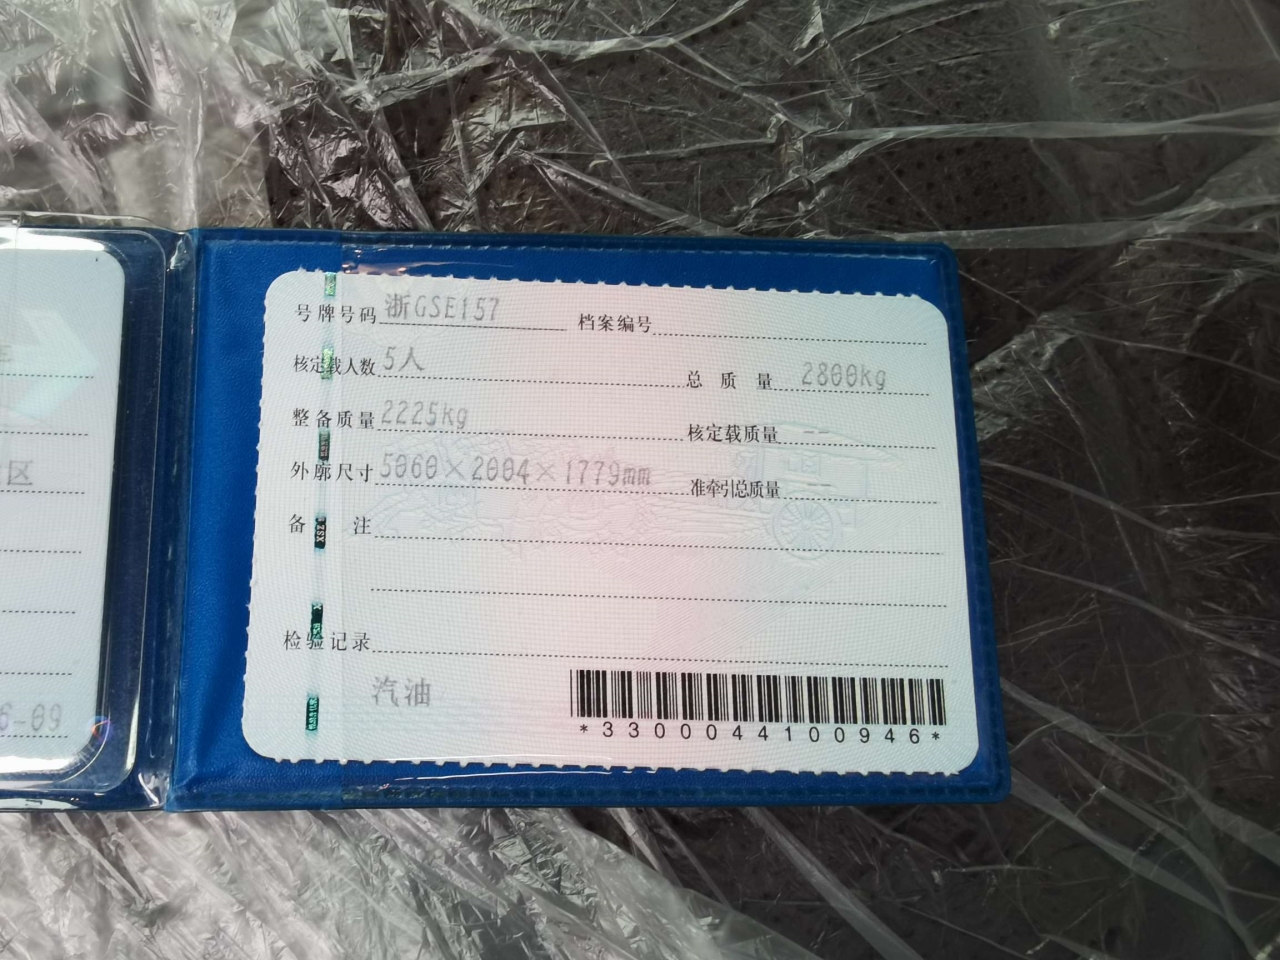 号牌号码 浙GSE157 档案编号
核定载人数 5人 总质量 2800kg
整备质量 2225kg 核定载质量 --
外廓尺寸 5060×2004×1779mm 准牵引总质量 --
备注
检验记录
汽油
*3300044100946*
区
6-09